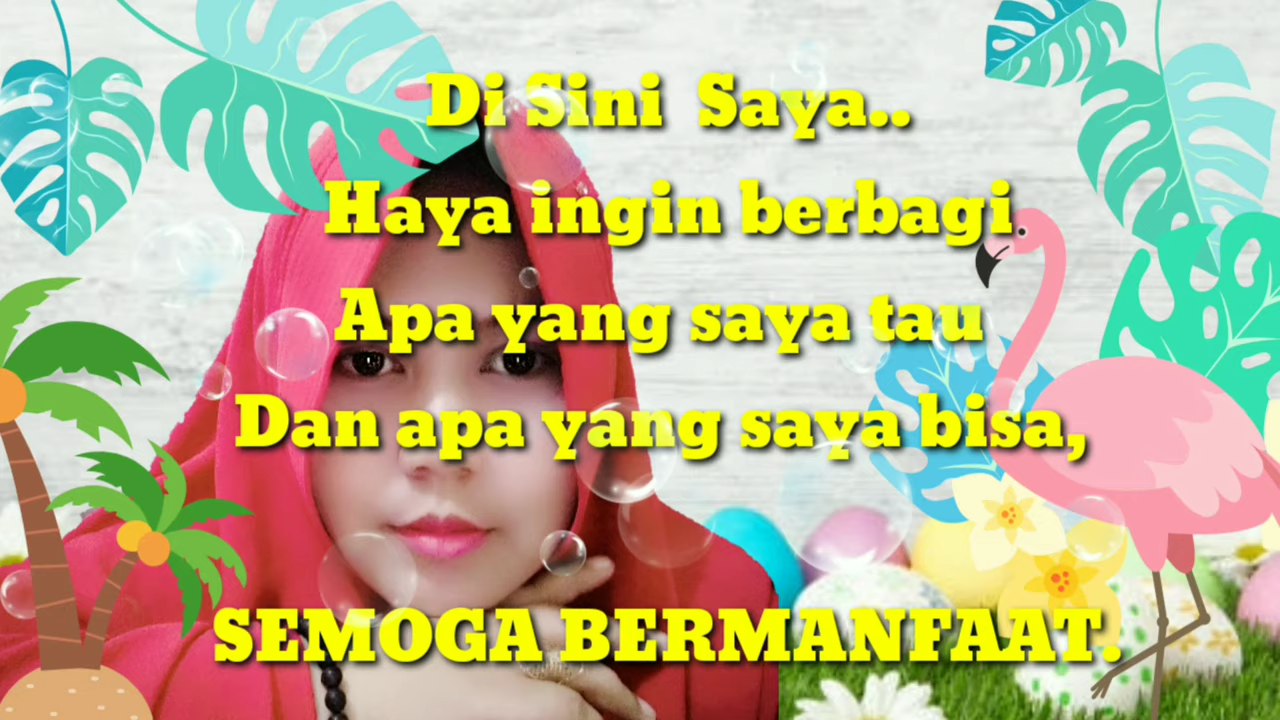 Di Sini Saya..
Haya ingin berbagi
Apa yang saya tau
Dan apa yang saya bisa,
SEMOGA BERMANFAAT.